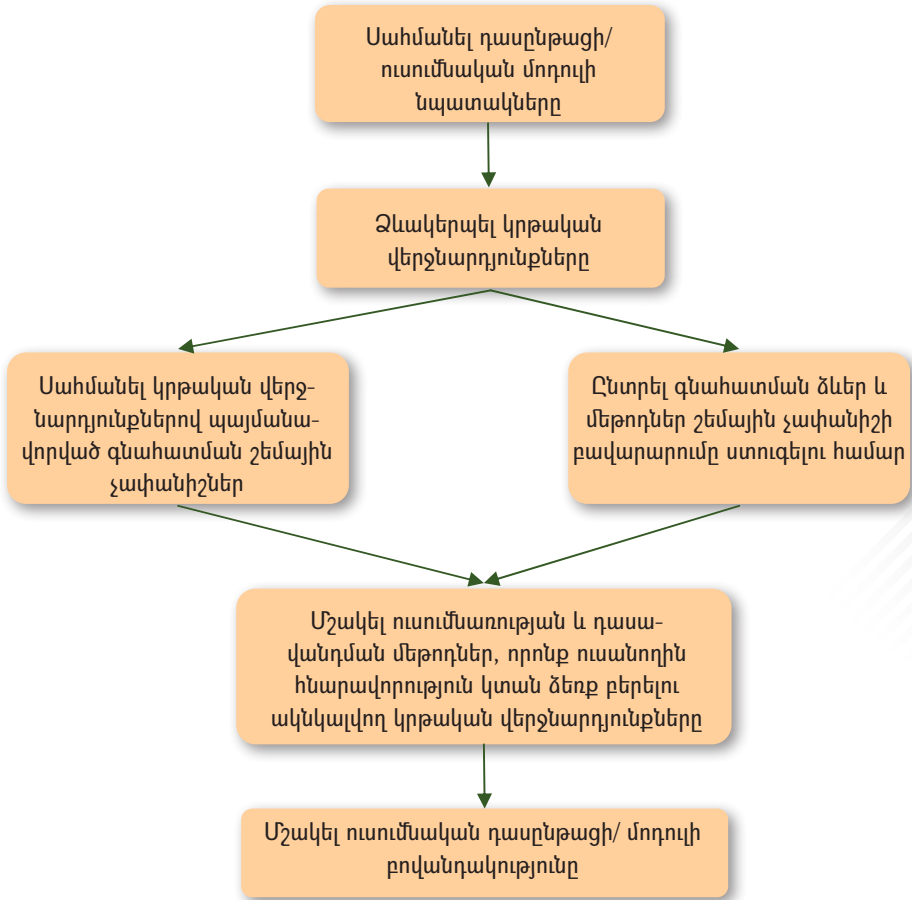 Սահմանել դասընթացի/
ուսումնական մոդուլի
նպատակները
Ձևակերպել կրթական
վերջնարդյունքները
Սահմանել կրթական վերջ-
նարդյունքներով պայմանա-
վորված գնահատման շեմային
չափանիշներ
Ընտրել գնահատման ձևեր և
մեթոդներ շեմային չափանիշի
բավարարումը ստուգելու համար
Մշակել ուսումնառության և դասա-
վանդման մեթոդներ, որոնք ուսանողին
հնարավորություն կտան ձեռք բերելու
ակնկալվող կրթական վերջնարդյունքները
Մշակել ուսումնական դասընթացի/ մոդուլի
բովանդակությունը